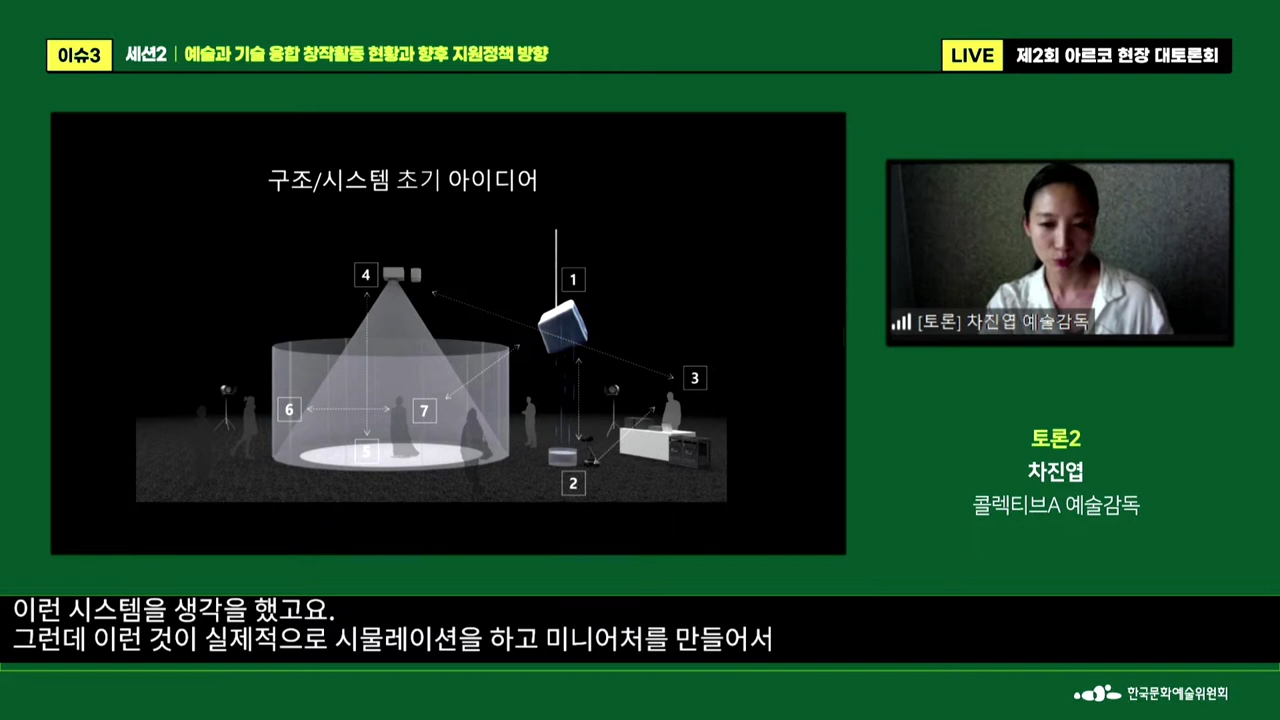 이슈3
세션2 | 예술과 기술 융합 창작활동 현황과 향후 지원정책 방향
LIVE 제2회 아르코 현장 대토론회
구조/시스템 초기 아이디어
4
1
3
6
7
5
2
[토론] 차진엽 예술감독
토론2
차진엽
콜렉티브A 예술감독
이런 시스템을 생각을 했고요.
그런데 이런 것이 실제적으로 시물레이션을 하고 미니어처를 만들어서
한국문화예술위원회